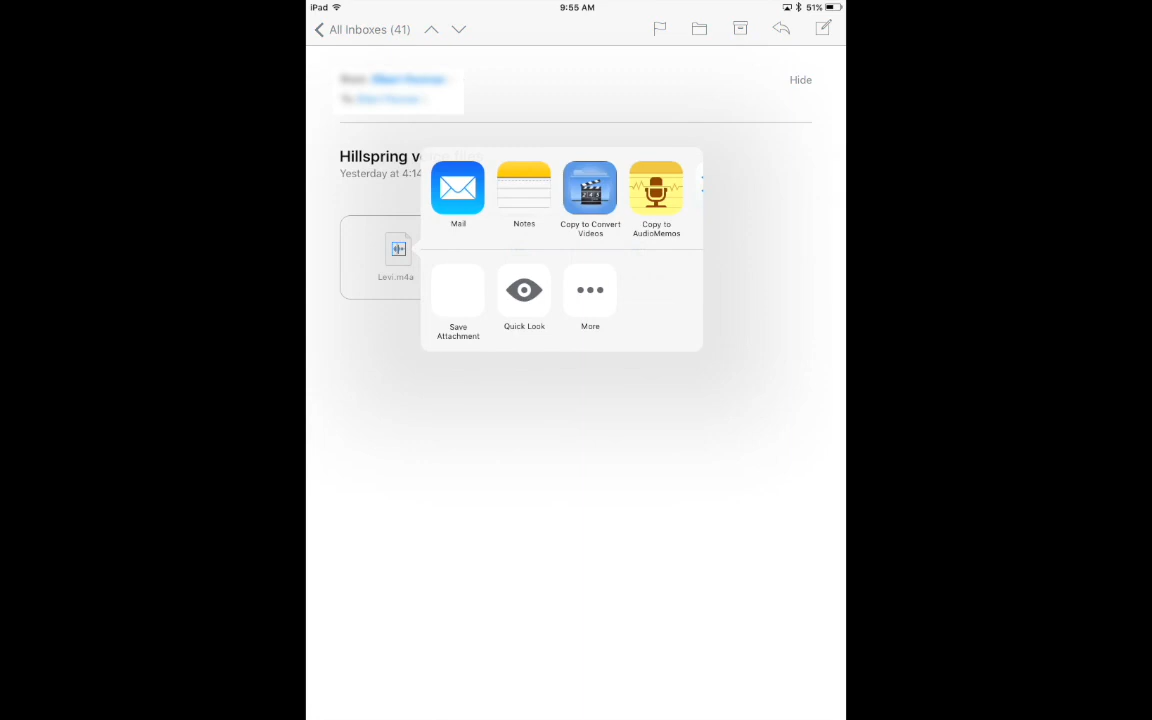 iPad 9:55 AM 51%
All Inboxes (41)
Hide
Hillspring
Yesterday at 4:14
Levi.m4a
Mail
Notes
Copy to Convert
Videos
Copy to
AudioMemos
Save
Attachment
Quick Look
More